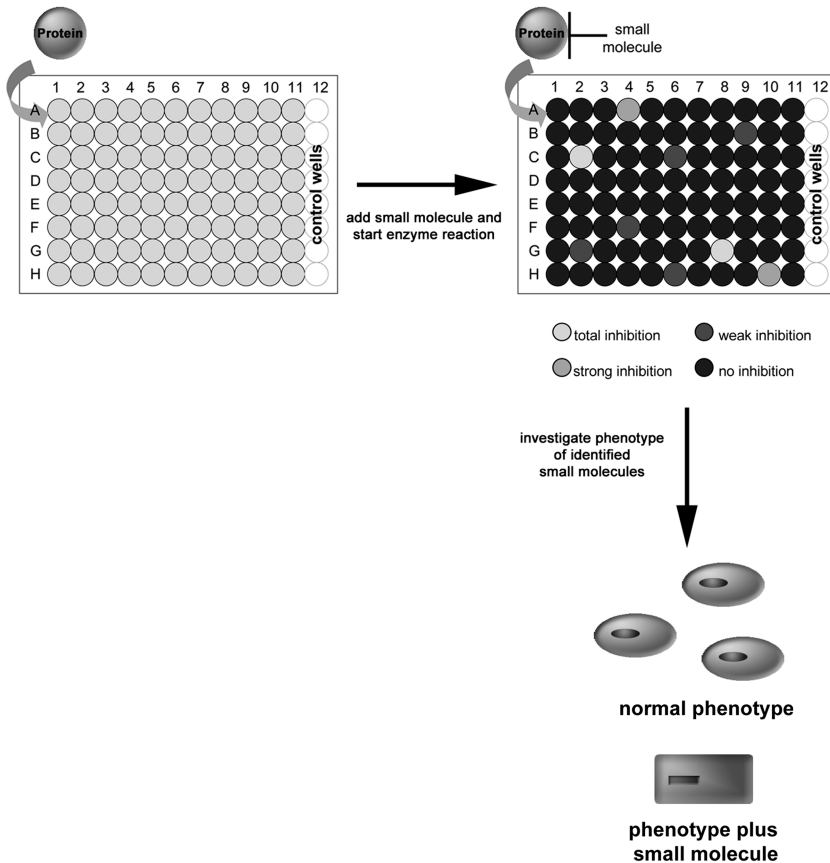 Protein
1 2 3 4 5 6 7 8 9 10 11 12
A
B
C
D
E
F
G
H
control wells
add small molecule and
start enzyme reaction
Protein
small
molecule
1 2 3 4 5 6 7 8 9 10 11 12
A
B
C
D
E
F
G
H
control wells
total inhibition
weak inhibition
strong inhibition
no inhibition
investigate phenotype
of identified
small molecules
normal phenotype
phenotype plus
small molecule